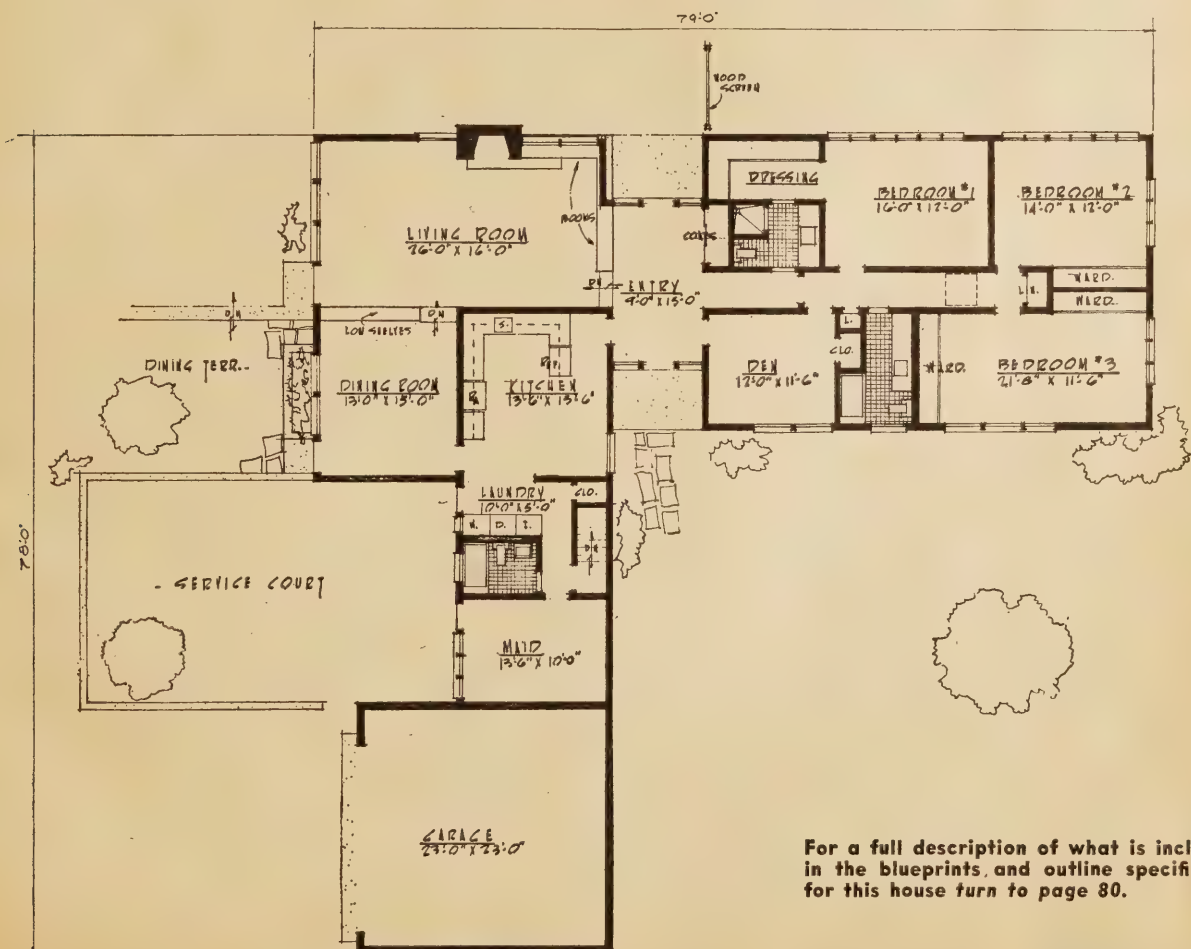 79'-0"
WOOD
SCREEN
DRESSING
BEDROOM #1
16'-0" X 12'-0"
BEDROOM #2
14'-0" X 12'-0"
LIVING ROOM
26'-0" X 16'-0"
BOOKS
COATS
DN
ENTRY
9'-0" X 15'-0"
L.
WARD.
WARD.
DN
LOW SHELVES
DN
S.
REF.
L.
CLO.
DINING TERR.
DINING ROOM
13'-0" X 15'-0"
KITCHEN
13'-6" X 13'-6"
DEN
12'-0" X 11'-6"
WARD.
BEDROOM #3
21'-8" X 11'-6"
78'-0"
LAUNDRY
10'-0" X 5'-0"
CLO.
W.
D.
SERVICE COURT
MAID
13'-6" X 10'-0"
GARAGE
23'-0" X 23'-0"
For a full description of what is incl
in the blueprints, and outline specifi
for this house turn to page 80.